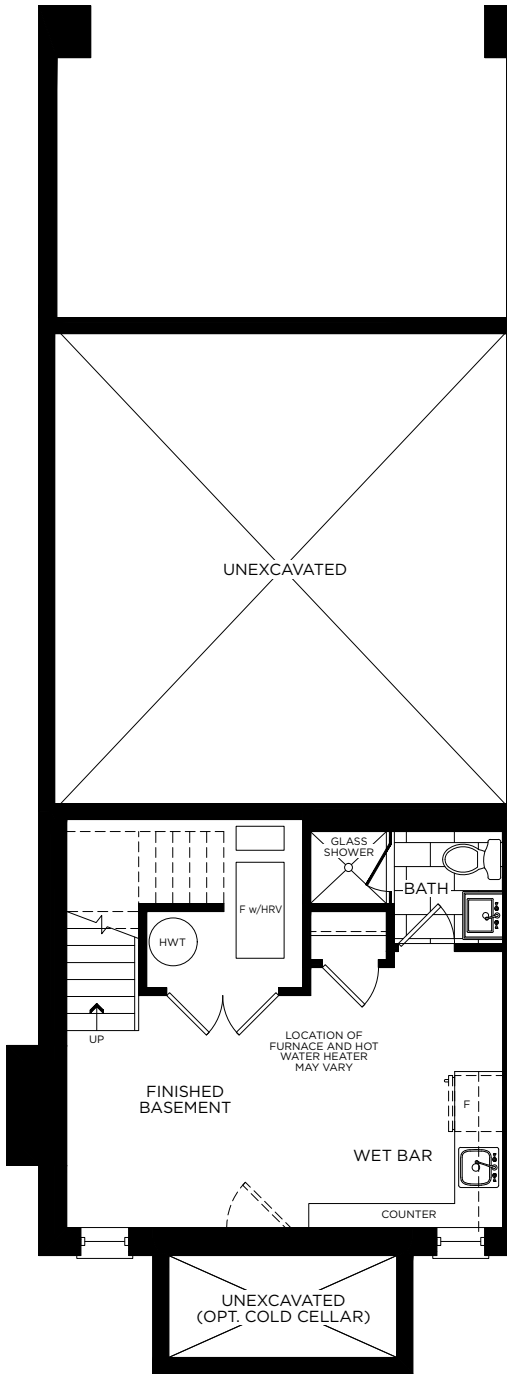 UNEXCAVATED
GLASS
SHOWER
BATH
F w/HRV
HWT
UP
LOCATION OF
FURNACE AND HOT
WATER HEATER
MAY VARY
FINISHED
BASEMENT
F
WET BAR
COUNTER
UNEXCAVATED
(OPT. COLD CELLAR)